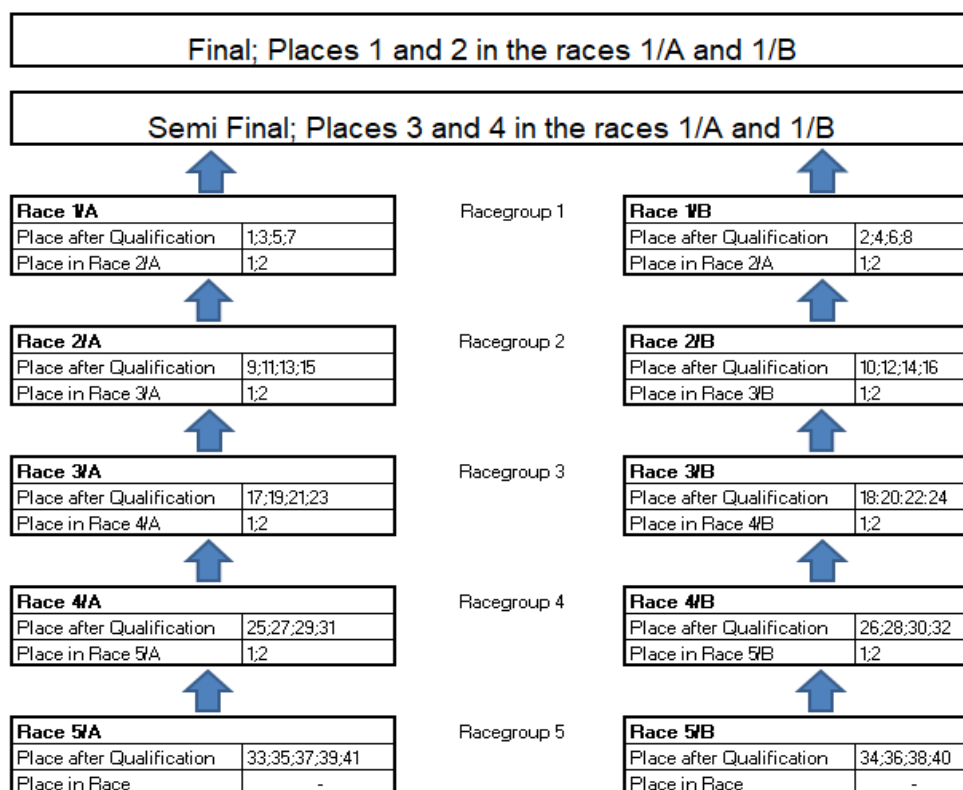 Final; Places 1 and 2 in the races 1/A and 1/B
Semi Final; Places 3 and 4 in the races 1/A and 1/B
Race 1/A Racegroup 1 Race 1/B
Place after Qualification 1;3;5;7 Place after Qualification 2;4;6;8
Place in Race 2/A 1;2 Place in Race 2/A 1;2
Race 2/A Racegroup 2 Race 2/B
Place after Qualification 9;11;13;15 Place after Qualification 10;12;14;16
Place in Race 3/A 1;2 Place in Race 3/B 1;2
Race 3/A Racegroup 3 Race 3/B
Place after Qualification 17;19;21;23 Place after Qualification 18:20:22:24
Place in Race 4/A 1;2 Place in Race 4/B 1;2
Race 4/A Racegroup 4 Race 4/B
Place after Qualification 25;27;29;31 Place after Qualification 26;28;30;32
Place in Race 5/A 1;2 Place in Race 5/B 1;2
Race 5/A Racegroup 5 Race 5/B
Place after Qualification 33;35;37;39;41 Place after Qualification 34;36;38;40
Place in Race - Place in Race -